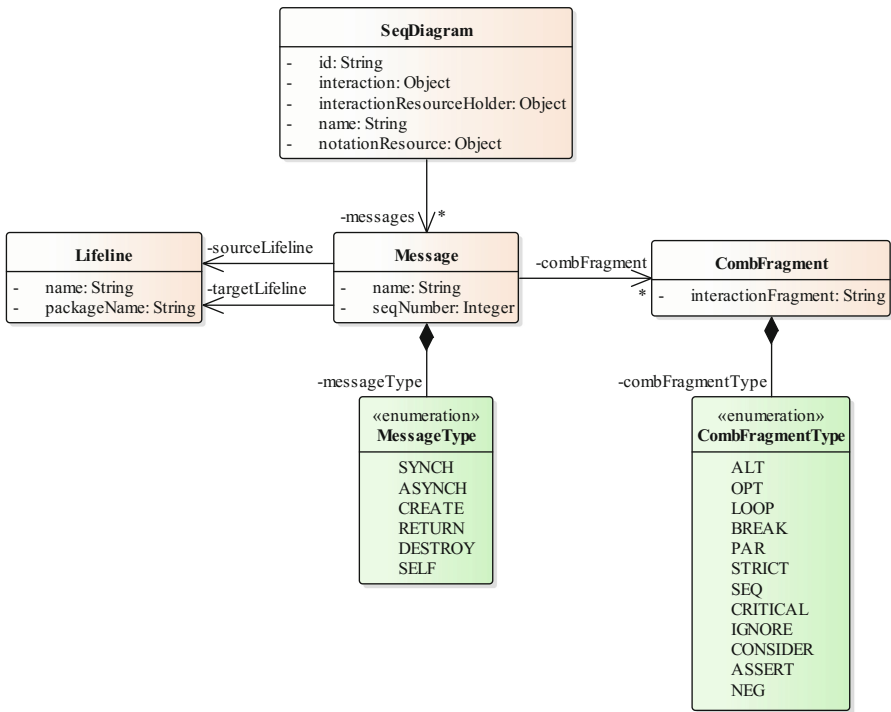 SeqDiagram
- id: String
- interaction: Object
- interactionResourceHolder: Object
- name: String
- notationResource: Object
-messages *
Lifeline
- name: String
- packageName: String
-sourceLifeline
-targetLifeline
Message
- name: String
- seqNumber: Integer
-combFragment
*
CombFragment
- interactionFragment: String
-messageType
«enumeration»
MessageType
SYNCH
ASYNCH
CREATE
RETURN
DESTROY
SELF
-combFragmentType
«enumeration»
CombFragmentType
ALT
OPT
LOOP
BREAK
PAR
STRICT
SEQ
CRITICAL
IGNORE
CONSIDER
ASSERT
NEG